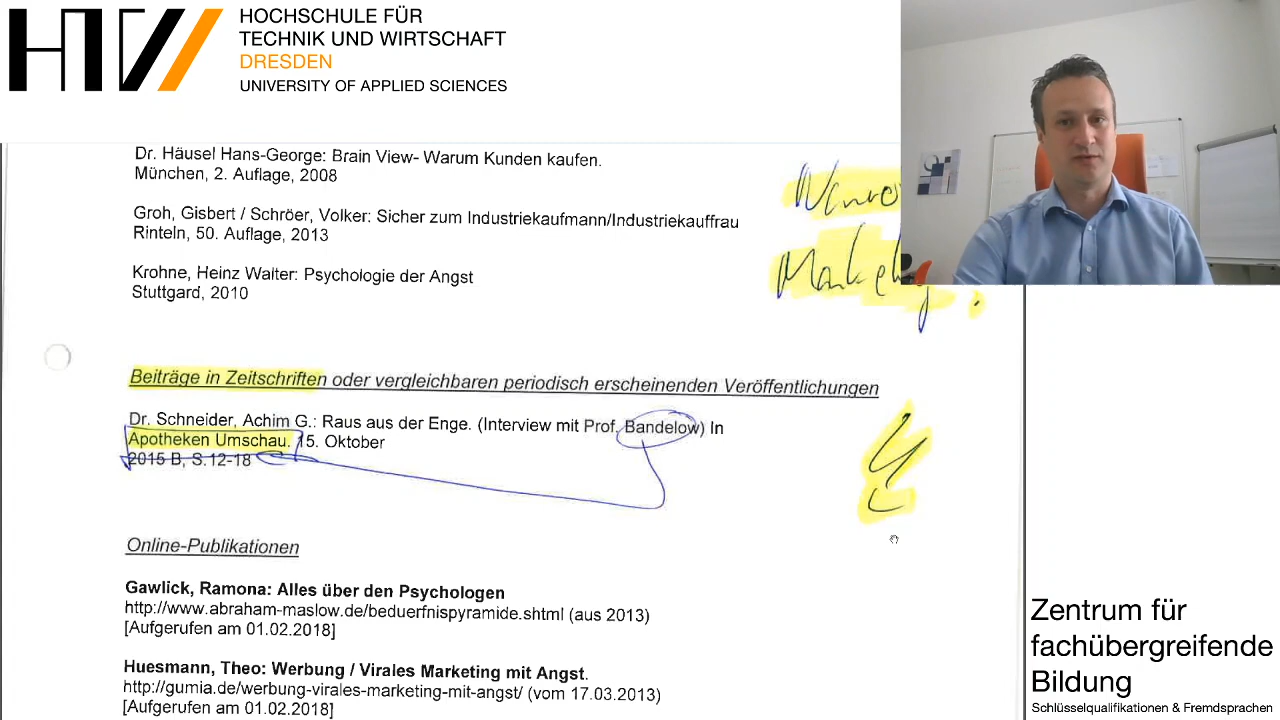 HTW
HOCHSCHULE FÜR
TECHNIK UND WIRTSCHAFT
DRESDEN
UNIVERSITY OF APPLIED SCIENCES
Dr. Häusel Hans-George: Brain View- Warum Kunden kaufen.
München, 2. Auflage, 2008
Groh, Gisbert / Schröer, Volker: Sicher zum Industriekaufmann/Industriekauffrau
Rinteln, 50. Auflage, 2013
Krohne, Heinz Walter: Psychologie der Angst
Stuttgard, 2010
Neuro
Marketing
Beiträge in Zeitschriften oder vergleichbaren periodisch erscheinenden Veröffentlichungen
Dr. Schneider, Achim G.: Raus aus der Enge. (Interview mit Prof. Bandelow) In
Apotheken Umschau. 15. Oktober
2015 B, S.12-18
Online-Publikationen
Gawlick, Ramona: Alles über den Psychologen
http://www.abraham-maslow.de/beduerfnispyramide.shtml (aus 2013)
[Aufgerufen am 01.02.2018]
Huesmann, Theo: Werbung / Virales Marketing mit Angst.
http://gumia.de/werbung-virales-marketing-mit-angst/ (vom 17.03.2013)
[Aufgerufen am 01.02.2018]
Zentrum für
fachübergreifende
Bildung
Schlüsselqualifikationen & Fremdsprachen